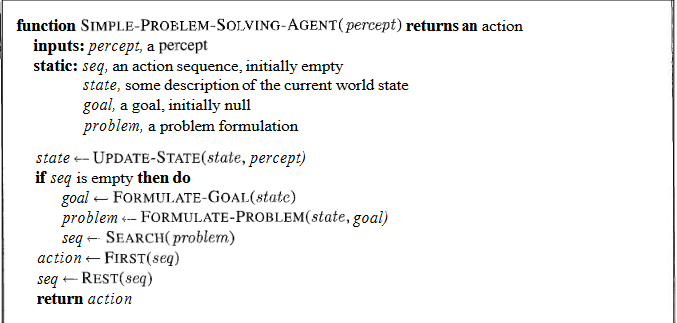 function SIMPLE-PROBLEM-SOLVING-AGENT(percept) returns an action
inputs: percept, a percept
static: seq, an action sequence, initially empty
state, some description of the current world state
goal, a goal, initially null
problem, a problem formulation
state ← UPDATE-STATE(state, percept)
if seq is empty then do
goal ← FORMULATE-GOAL(state)
problem ← FORMULATE-PROBLEM(state, goal)
seq ← SEARCH(problem)
action ← FIRST(seq)
seq ← REST(seq)
return action